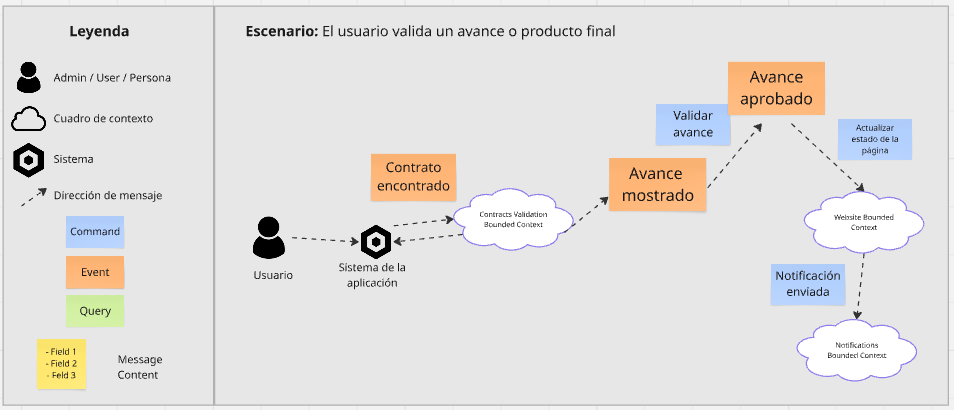 Leyenda
Admin / User / Persona
Cuadro de contexto
Sistema
Dirección de mensaje
Command
Event
Query
- Field 1
- Field 2
- Feld 3
Message
Content
Escenario: El usuario valida un avance o producto final
Usuario
Sistema de la
aplicación
Contrato
encontrado
Contracts Validation
Bounded Context
Avance
mostrado
Validar
avance
Avance
aprobado
Actualizar
estado de la
página
Website Bounded
Context
Notificación
enviada
Notifications
Bounded Context